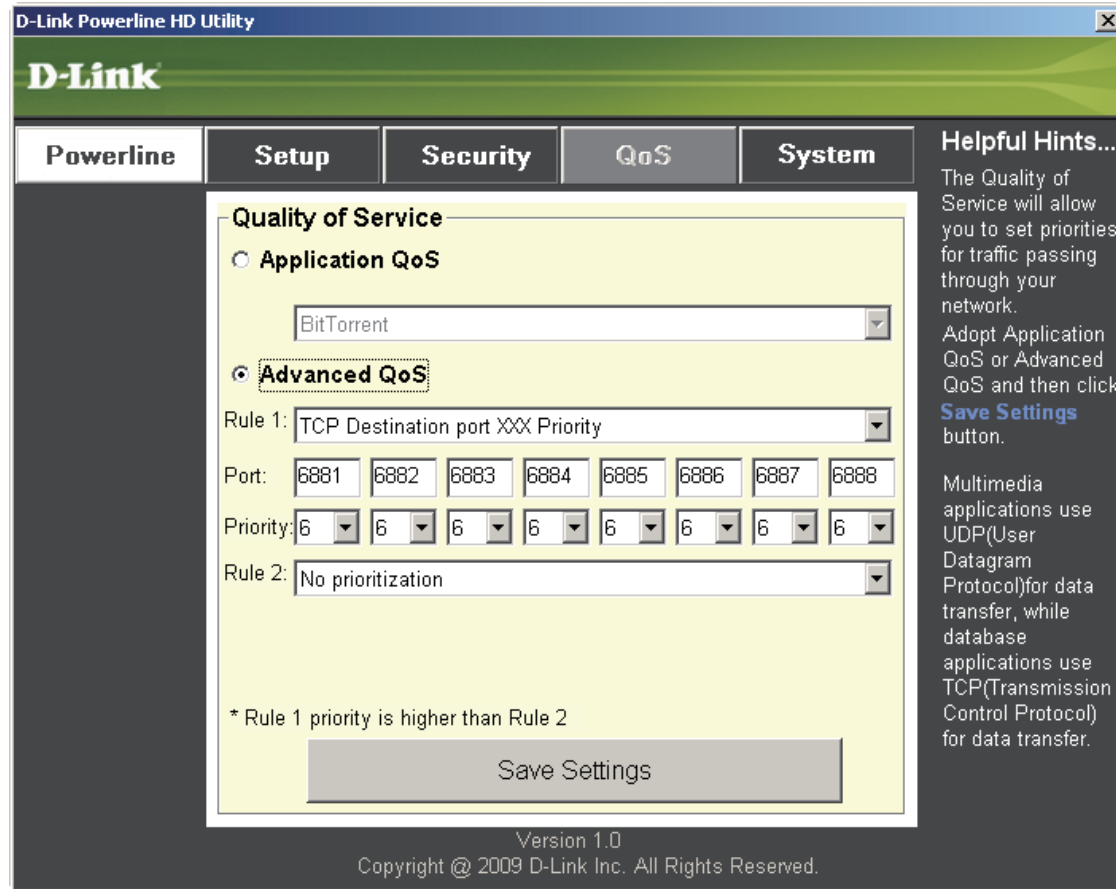 D-Link Powerline HD Utility
D-Link
Powerline
Setup
Security
QoS
System
Quality of Service
Application QoS
BitTorrent
Advanced QoS
Rule 1: TCP Destination port XXX Priority
Port: 6881 6882 6883 6884 6885 6886 6887 6888
Priority: 6 6 6 6 6 6 6 6
Rule 2: No prioritization
* Rule 1 priority is higher than Rule 2
Save Settings
Helpful Hints...
The Quality of
Service will allow
you to set priorities
for traffic passing
through your
network.
Adopt Application
QoS or Advanced
QoS and then click
Save Settings
button.
Multimedia
applications use
UDP(User
Datagram
Protocol)for data
transfer, while
database
applications use
TCP(Transmission
Control Protocol)
for data transfer.
Version 1.0
Copyright @ 2009 D-Link Inc. All Rights Reserved.